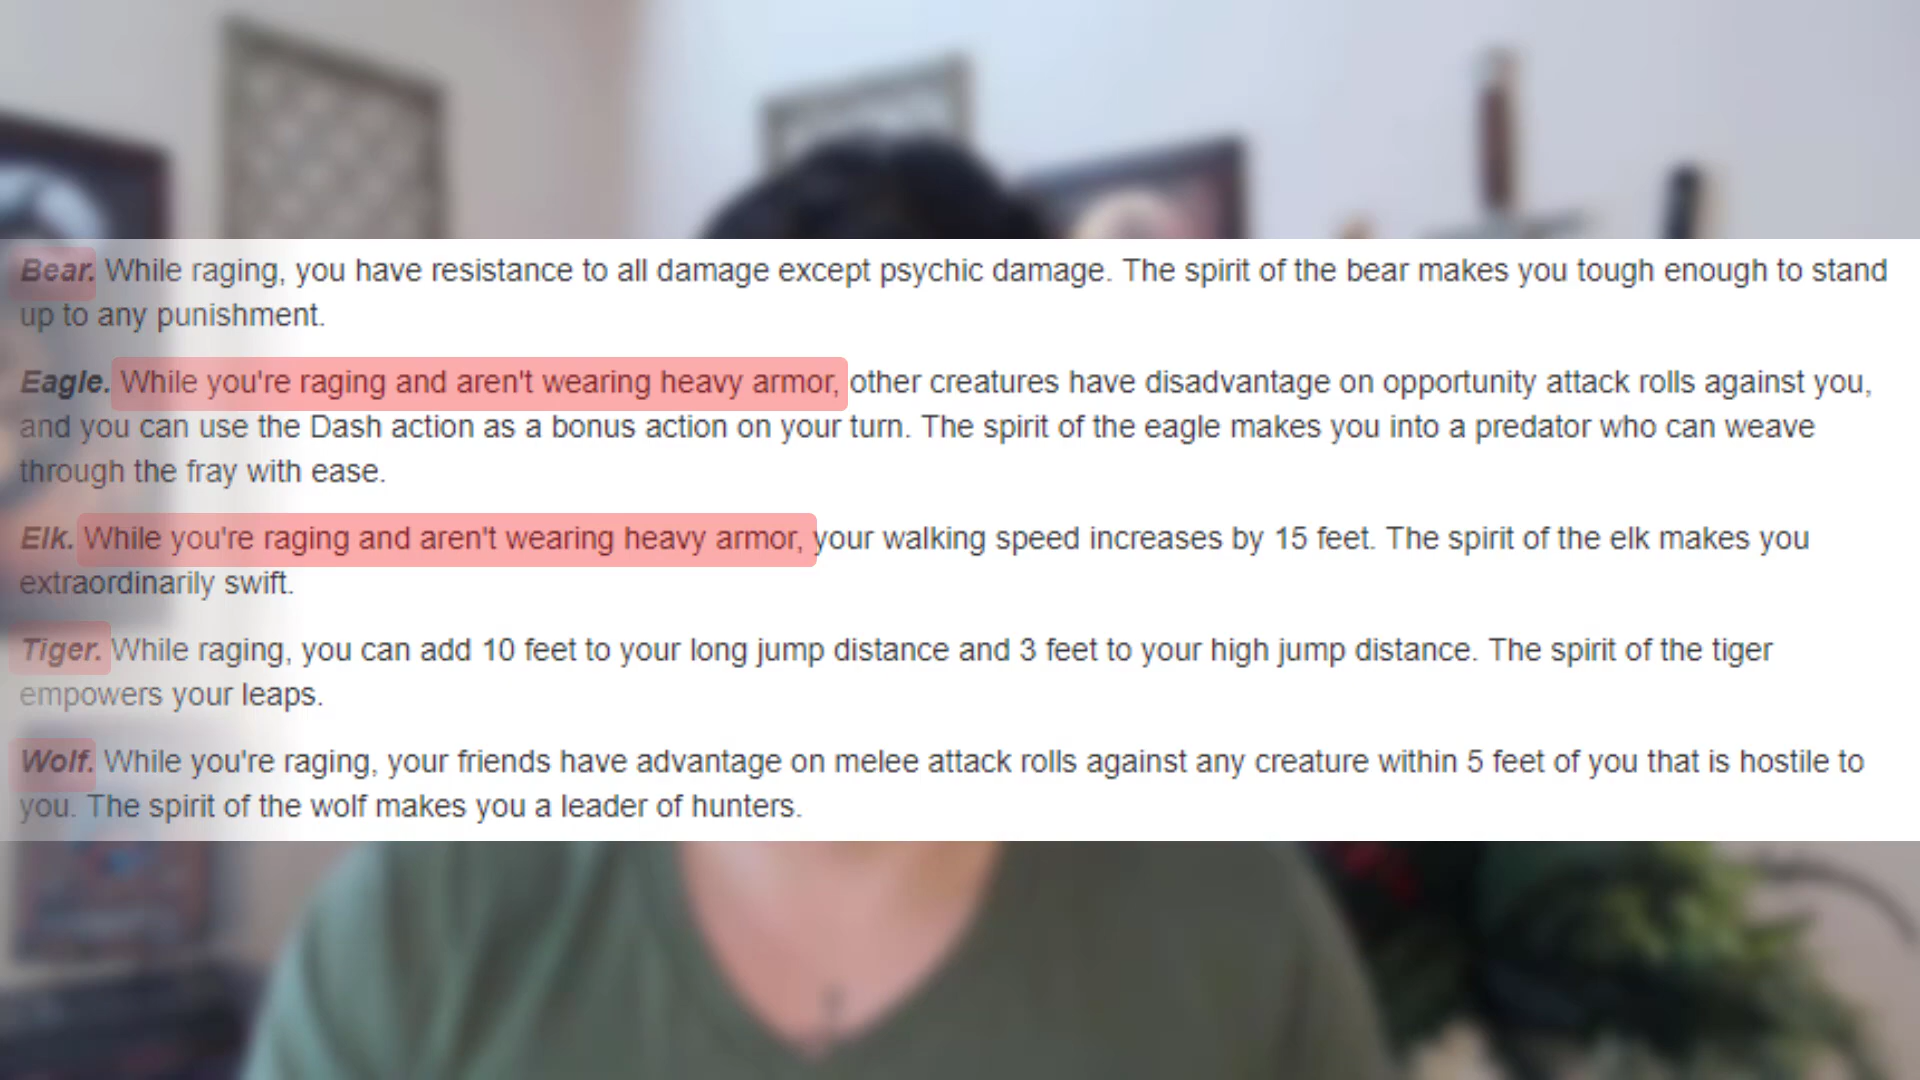 Bear. While raging, you have resistance to all damage except psychic damage. The spirit of the bear makes you tough enough to stand
up to any punishment.
Eagle. While you're raging and aren't wearing heavy armor, other creatures have disadvantage on opportunity attack rolls against you,
and you can use the Dash action as a bonus action on your turn. The spirit of the eagle makes you into a predator who can weave
through the fray with ease.
Elk. While you're raging and aren't wearing heavy armor, your walking speed increases by 15 feet. The spirit of the elk makes you
extraordinarily swift.
Tiger. While raging, you can add 10 feet to your long jump distance and 3 feet to your high jump distance. The spirit of the tiger
empowers your leaps.
Wolf. While you're raging, your friends have advantage on melee attack rolls against any creature within 5 feet of you that is hostile to
you. The spirit of the wolf makes you a leader of hunters.